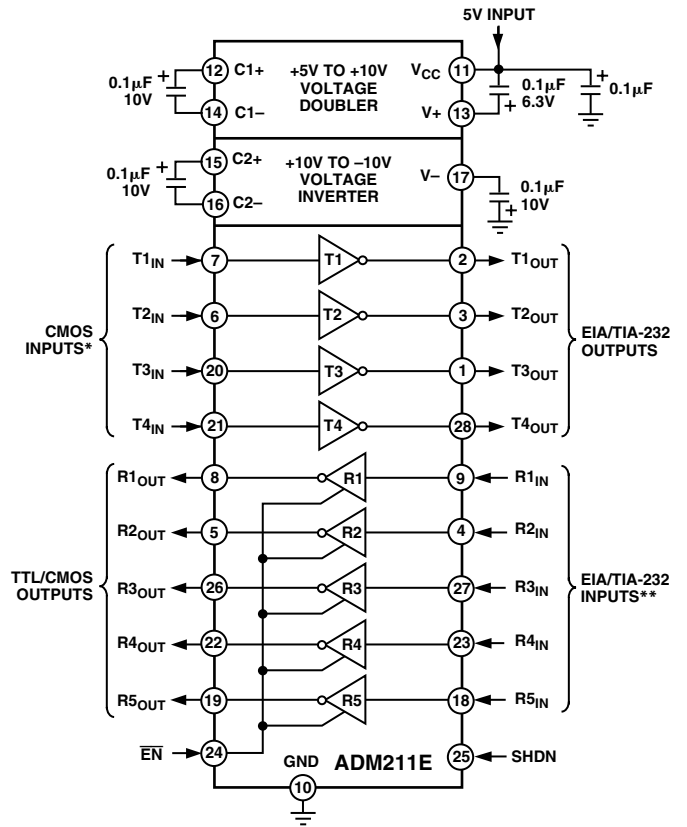 5V INPUT
0.1µF
10V
12 C1+
14 C1–
+5V TO +10V
VOLTAGE
DOUBLER
VCC 11
V+ 13
0.1µF
6.3V
0.1µF
0.1µF
10V
15 C2+
16 C2–
+10V TO –10V
VOLTAGE
INVERTER
V– 17
0.1µF
10V
T1IN 7 T1 2 T1OUT
T2IN 6 T2 3 T2OUT
CMOS
INPUTS*
EIA/TIA-232
OUTPUTS
T3IN 20 T3 1 T3OUT
T4IN 21 T4 28 T4OUT
R1OUT 8 R1 9 R1IN
R2OUT 5 R2 4 R2IN
TTL/CMOS
OUTPUTS
R3OUT 26 R3 27 R3IN
EIA/TIA-232
INPUTS**
R4OUT 22 R4 23 R4IN
R5OUT 19 R5 18 R5IN
EN 24
GND
10
ADM211E
25 SHDN